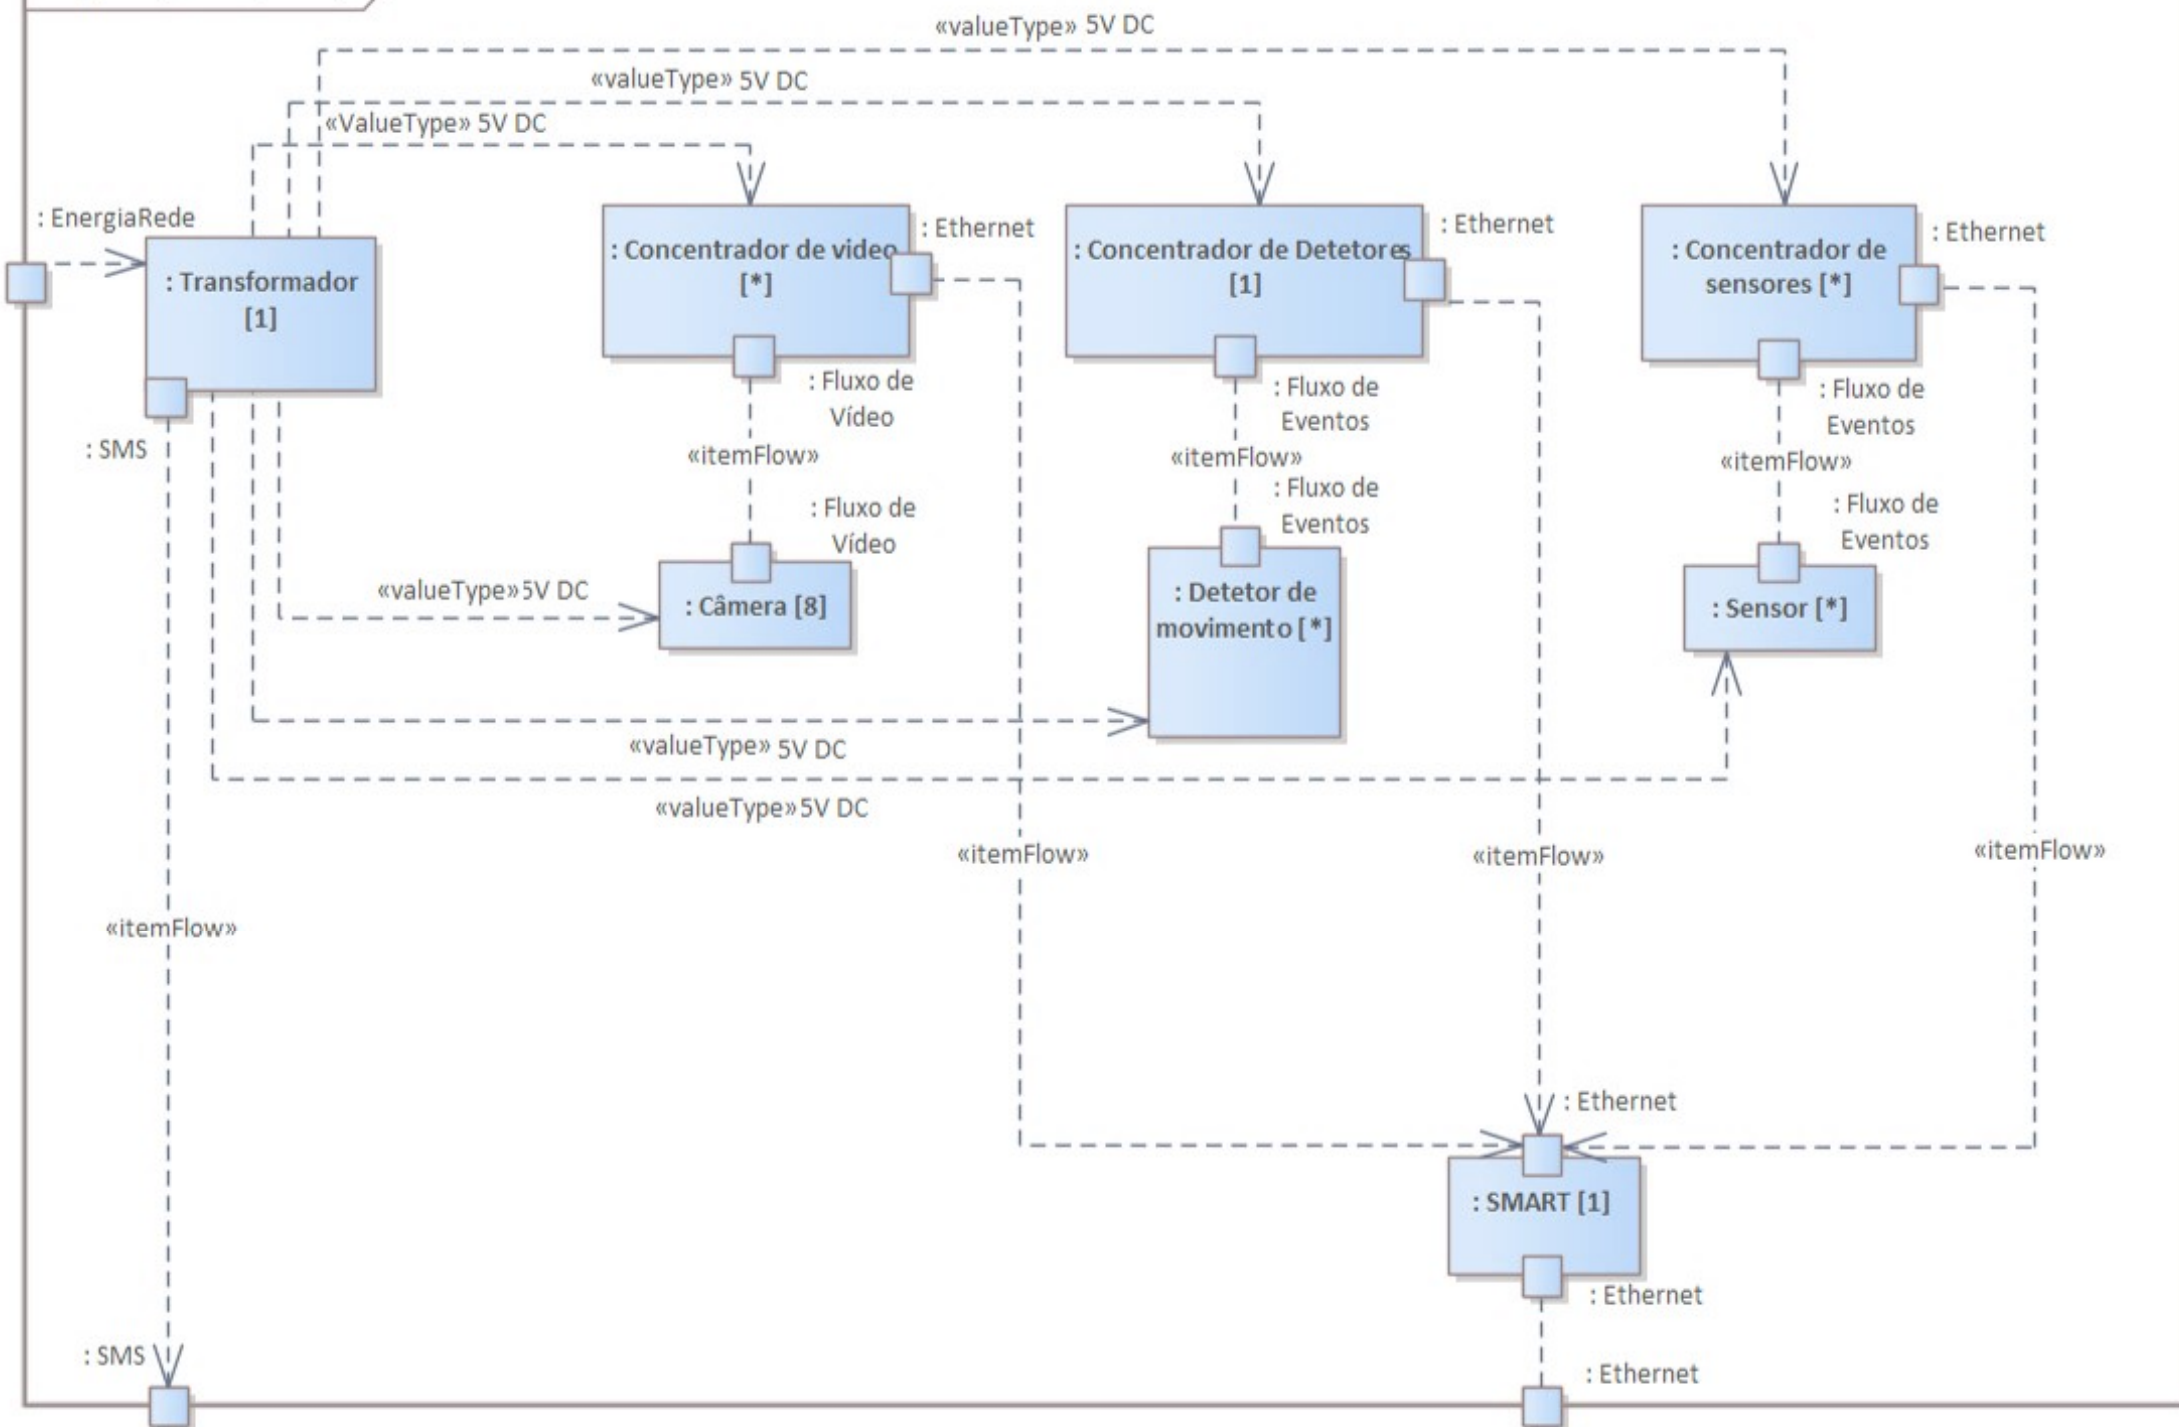 «valueType» 5V DC
«valueType» 5V DC
«ValueType» 5V DC
: EnergiaRede
: Transformador
[1]
: SMS
: Concentrador de video
[*]
: Ethernet
: Concentrador de Detetores
[1]
: Ethernet
: Concentrador de
sensores [*]
: Ethernet
: Fluxo de
Vídeo
: Fluxo de
Eventos
: Fluxo de
Eventos
«itemFlow»
«itemFlow»
«itemFlow»
: Fluxo de
Vídeo
: Fluxo de
Eventos
: Fluxo de
Eventos
«valueType»5V DC
: Câmera [8]
: Detetor de
movimento [*]
: Sensor [*]
«valueType» 5V DC
«valueType»5V DC
«itemFlow»
«itemFlow»
«itemFlow»
«itemFlow»
: Ethernet
: SMART [1]
: Ethernet
: SMS
: Ethernet